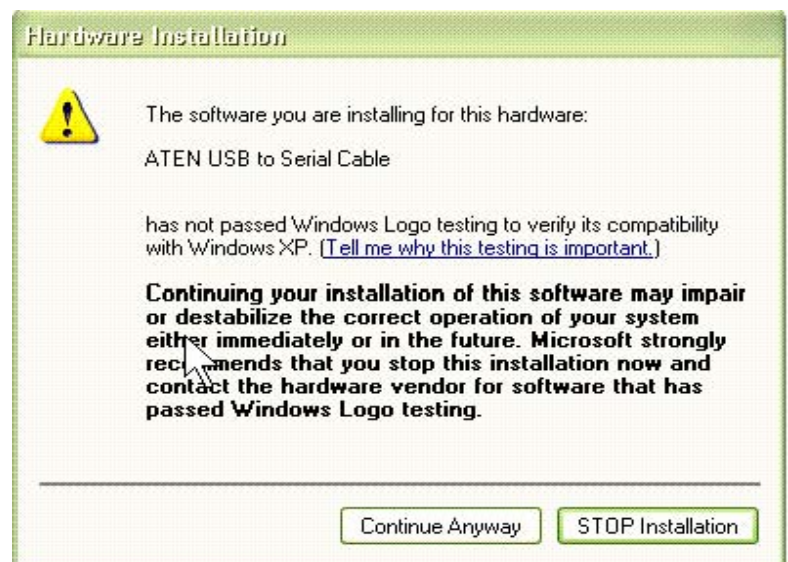 Hardware Installation
The software you are installing for this hardware:
ATEN USB to Serial Cable
has not passed Windows Logo testing to verify its compatibility
with Windows XP. (Tell me why this testing is important.)
Continuing your installation of this software may impair
or destabilize the correct operation of your system
either immediately or in the future. Microsoft strongly
recommends that you stop this installation now and
contact the hardware vendor for software that has
passed Windows Logo testing.
Continue Anyway
STOP Installation